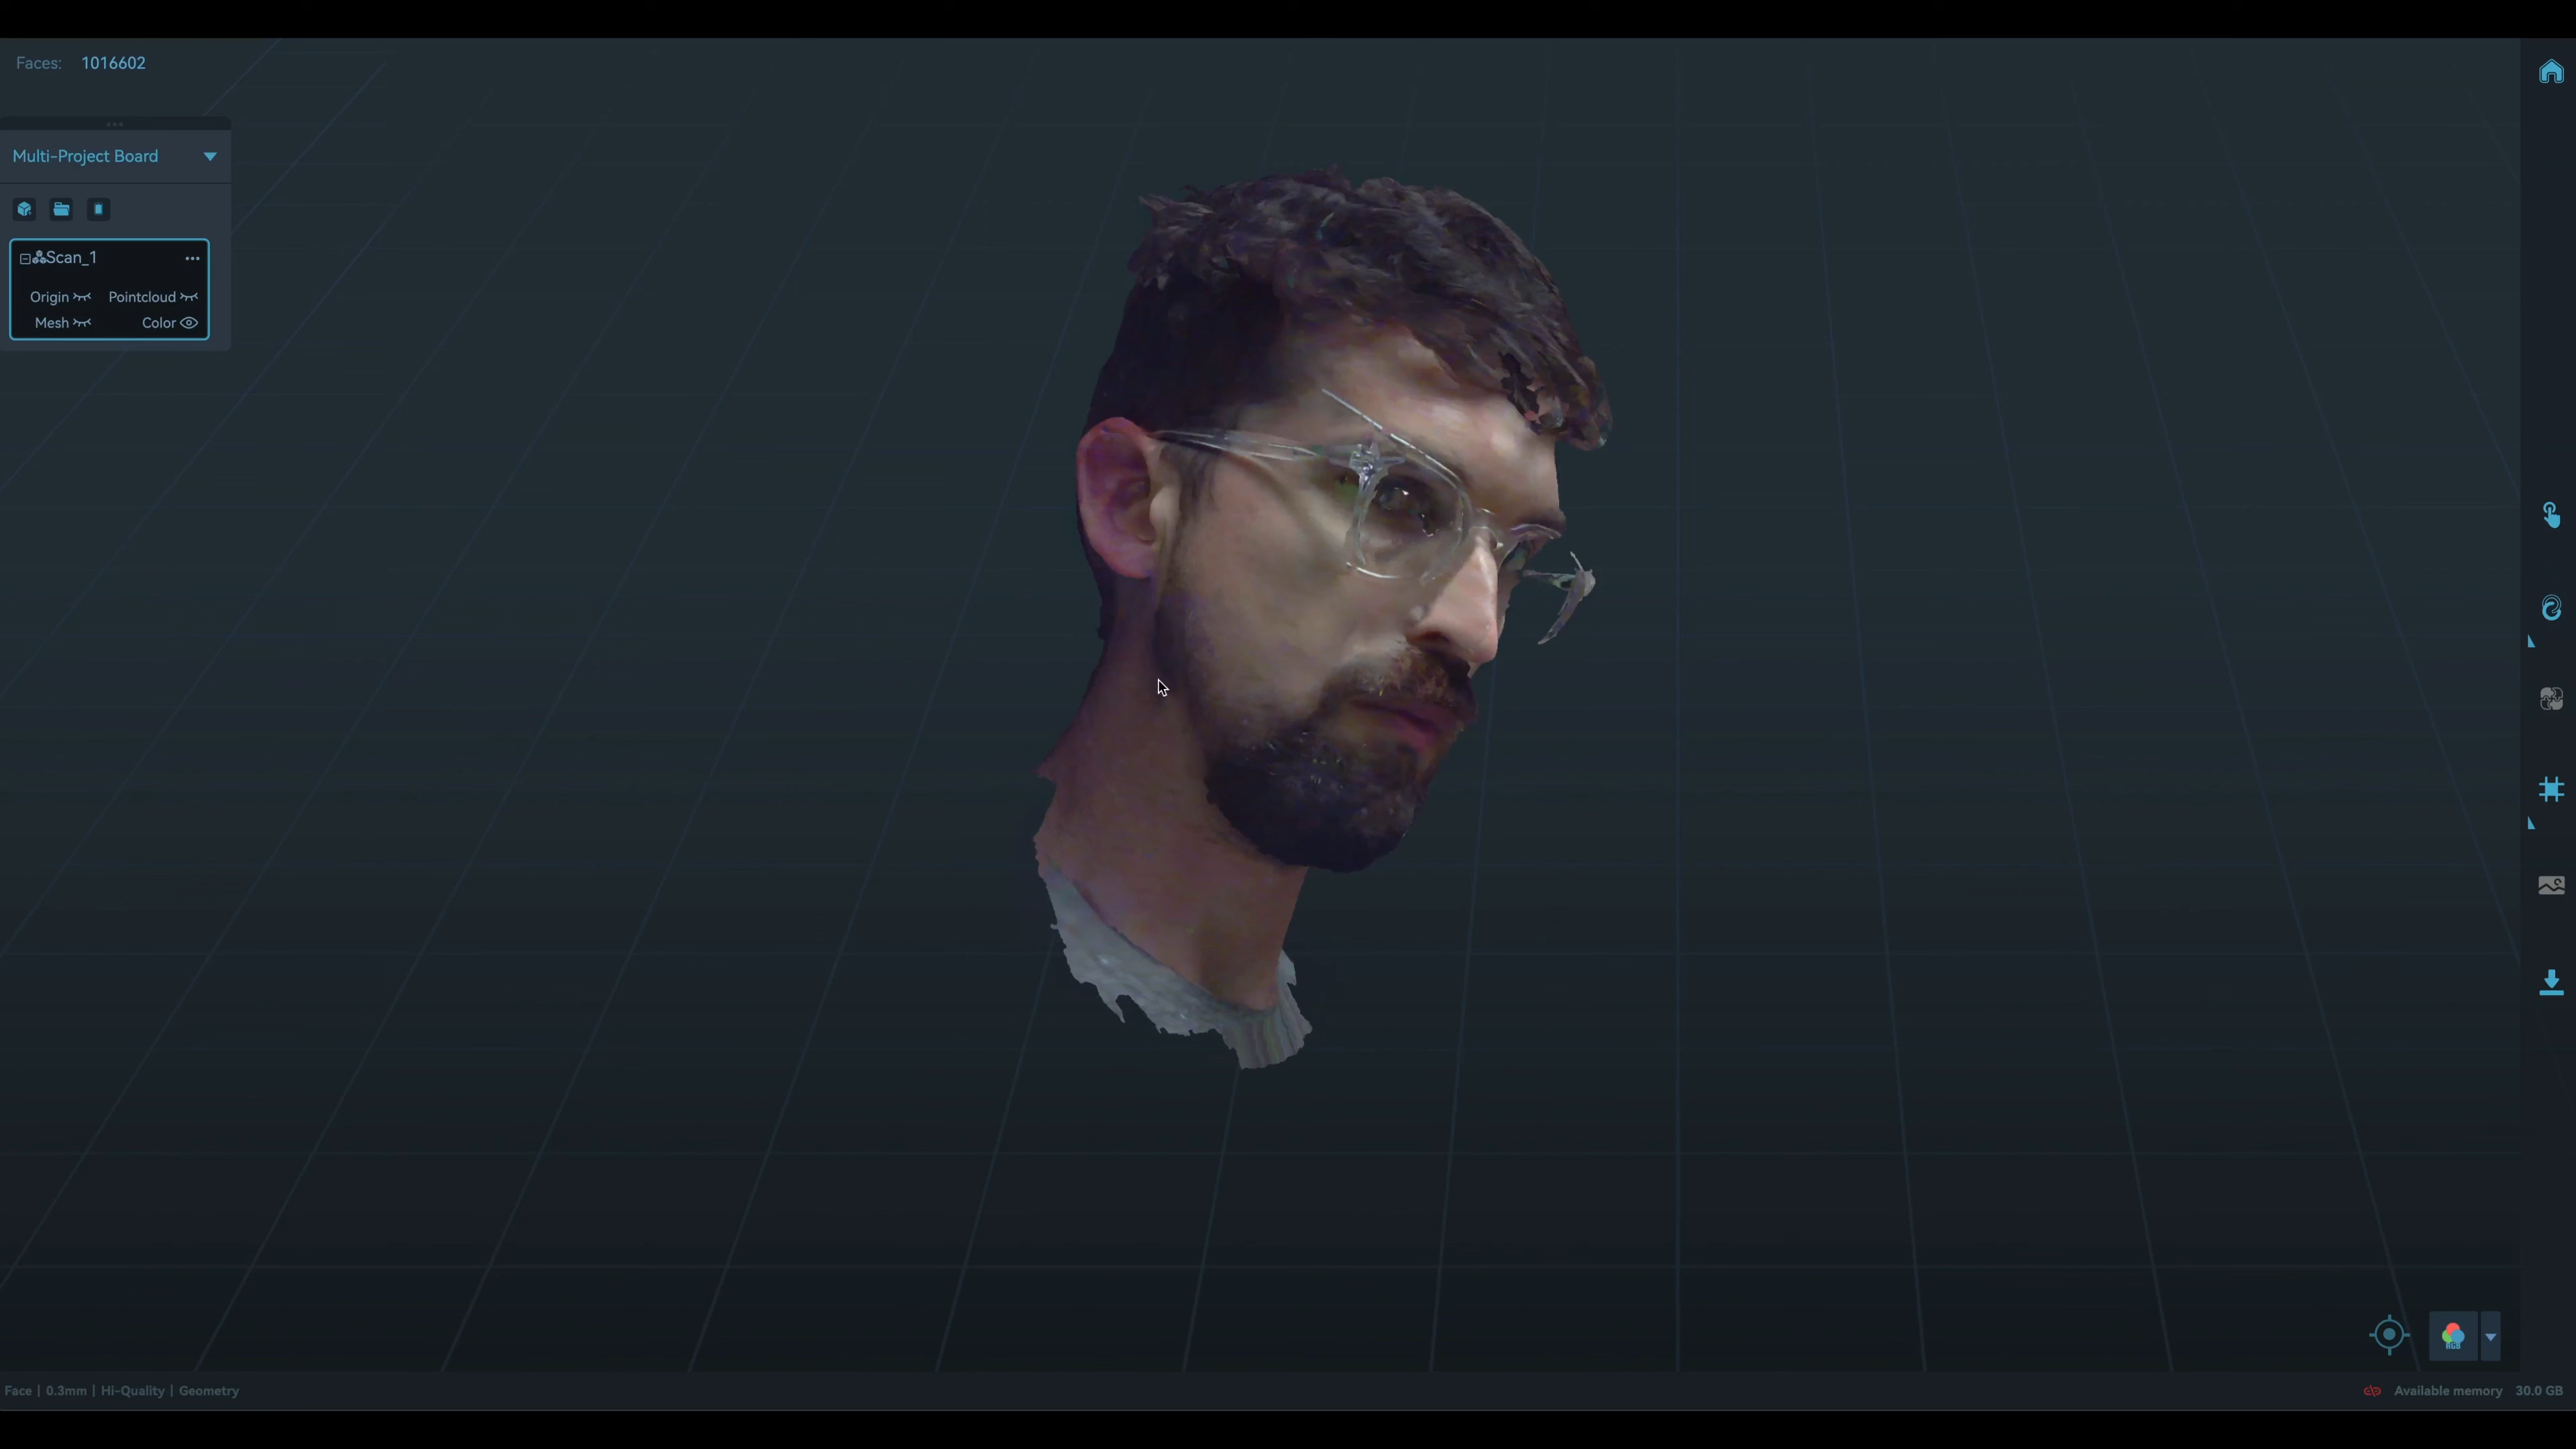 Faces: 1016602
Multi-Project Board
Scan_1
Origin Pointcloud
Mesh Color
RGB
Face | 0.3mm | Hi-Quality | Geometry
Available memory 30.0 GB